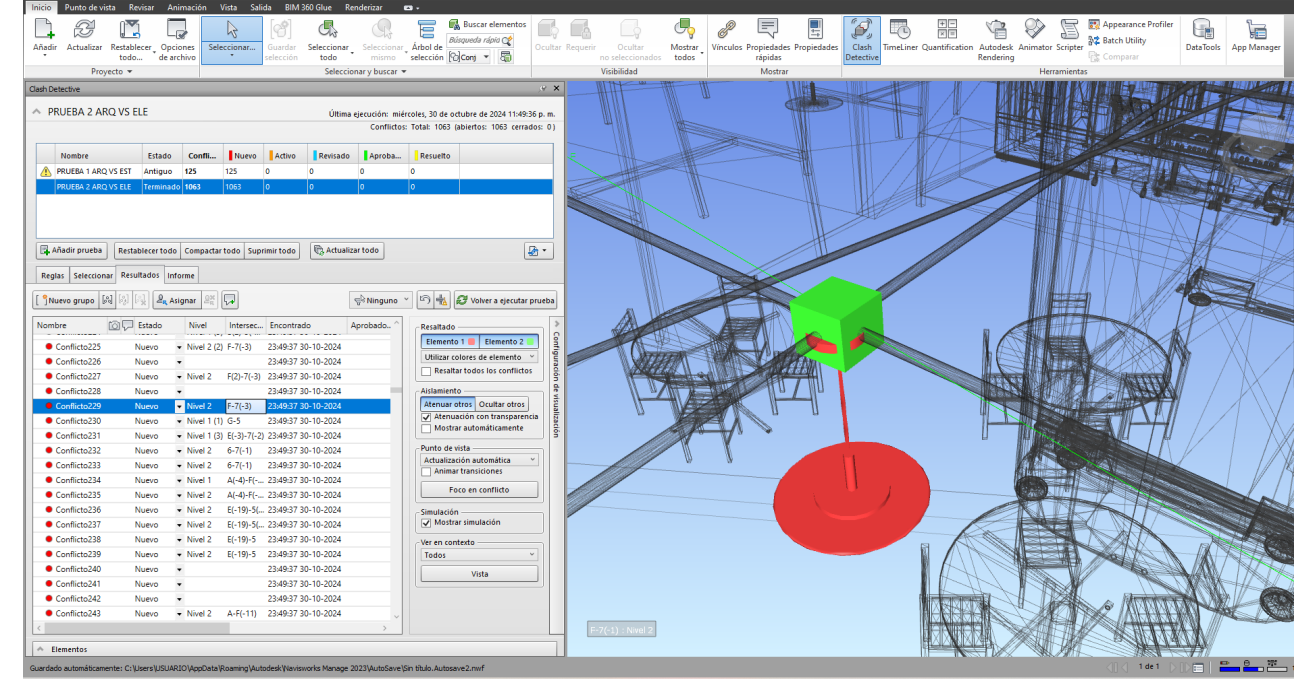 Inicio Punto de vista Revisar Animación Vista Salida BIM 360 Glue Renderizar
Añadir Actualizar Restablecer todo... Opciones de archivo Seleccionar... Guardar selección Seleccionar todo Seleccionar mismo Árbol de selección
Buscar elementos
Búsqueda rápida
Conj
Ocultar Requerir Ocultar no seleccionados Mostrar todos Vínculos Propiedades rápidas Propiedades Clash Detective TimeLiner Quantification Autodesk Rendering Animator Scripter
Appearance Profiler
Batch Utility
Comparar
DataTools App Manager
Proyecto Seleccionar y buscar Visibilidad Mostrar Herramientas
Clash Detective
PRUEBA 2 ARQ VS ELE
Última ejecución: miércoles, 30 de octubre de 2024 11:49:36 p. m.
Conflictos: Total: 1063 (abiertos: 1063 cerrados: 0)
Nombre Estado Confli... Nuevo Activo Revisado Aproba... Resuelto
PRUEBA 1 ARQ VS EST Antiguo 125 125 0 0 0 0
PRUEBA 2 ARQ VS ELE Terminado 1063 1063 0 0 0 0
Añadir prueba Restablecer todo Compactar todo Suprimir todo Actualizar todo
Reglas Seleccionar Resultados Informe
Nuevo grupo Asignar Ninguno Volver a ejecutar prueba
Nombre Estado Nivel Intersec... Encontrado Aprobado...
Conflicto225 Nuevo Nivel 2 (2) F-7(-3) 23:49:37 30-10-2024
Conflicto226 Nuevo 23:49:37 30-10-2024
Conflicto227 Nuevo Nivel 2 F(2)-7(-3) 23:49:37 30-10-2024
Conflicto228 Nuevo 23:49:37 30-10-2024
Conflicto229 Nuevo Nivel 2 F-7(-3) 23:49:37 30-10-2024
Conflicto230 Nuevo Nivel 1 (1) G-5 23:49:37 30-10-2024
Conflicto231 Nuevo Nivel 1 (3) E(-3)-7(-2) 23:49:37 30-10-2024
Conflicto232 Nuevo Nivel 2 6-7(-1) 23:49:37 30-10-2024
Conflicto233 Nuevo Nivel 2 6-7(-1) 23:49:37 30-10-2024
Conflicto234 Nuevo Nivel 1 A(-4)-F(-... 23:49:37 30-10-2024
Conflicto235 Nuevo Nivel 2 A(-4)-F(-... 23:49:37 30-10-2024
Conflicto236 Nuevo Nivel 2 E(-19)-5(... 23:49:37 30-10-2024
Conflicto237 Nuevo Nivel 2 E(-19)-5(... 23:49:37 30-10-2024
Conflicto238 Nuevo Nivel 2 E(-19)-5 23:49:37 30-10-2024
Conflicto239 Nuevo Nivel 2 E(-19)-5 23:49:37 30-10-2024
Conflicto240 Nuevo 23:49:37 30-10-2024
Conflicto241 Nuevo 23:49:37 30-10-2024
Conflicto242 Nuevo 23:49:37 30-10-2024
Conflicto243 Nuevo Nivel 2 A-F(-11) 23:49:37 30-10-2024
Resaltado
Elemento 1 Elemento 2
Utilizar colores de elemento
Resaltar todos los conflictos
Aislamiento
Atenuar otros Ocultar otros
Atenuación con transparencia
Mostrar automáticamente
Punto de vista
Actualización automática
Animar transiciones
Foco en conflicto
Simulación
Mostrar simulación
Ver en contexto
Todos
Vista
Configuración de visualización
Elementos
F-7(-1) : Nivel 2
Guardado automáticamente: C:\Users\USUARIO\AppData\Roaming\Autodesk\Navisworks Manage 2023\AutoSave\Sin título.Autosave2.nwf
1 de 1